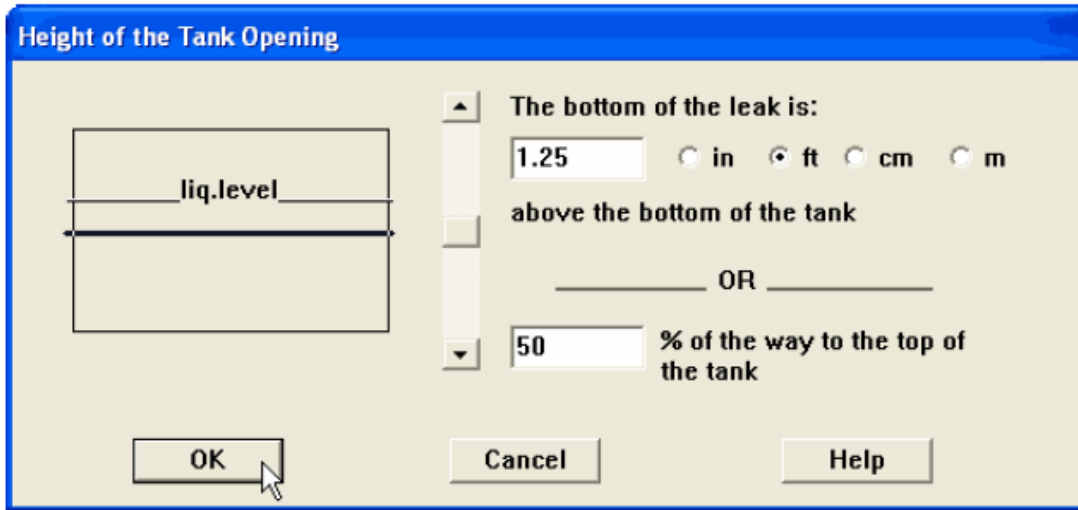 Height of the Tank Opening
liq.level
The bottom of the leak is:
1.25 in ft cm m
above the bottom of the tank
OR
50 % of the way to the top of
the tank
OK Cancel Help